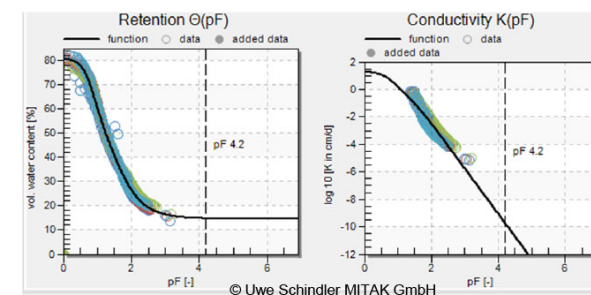 Retention Θ(pF)
function data
added data
vol. water content [%]
80
70
60
50
40
30
20
10
0
pF 4.2
0 2 4 6
pF [-]
Conductivity K(pF)
function data
added data
log 10 [K in cm/d]
2
0
-2
-4
-6
-8
-10
-12
pF 4.2
0 2 4 6
pF [-]
© Uwe Schindler MITAK GmbH